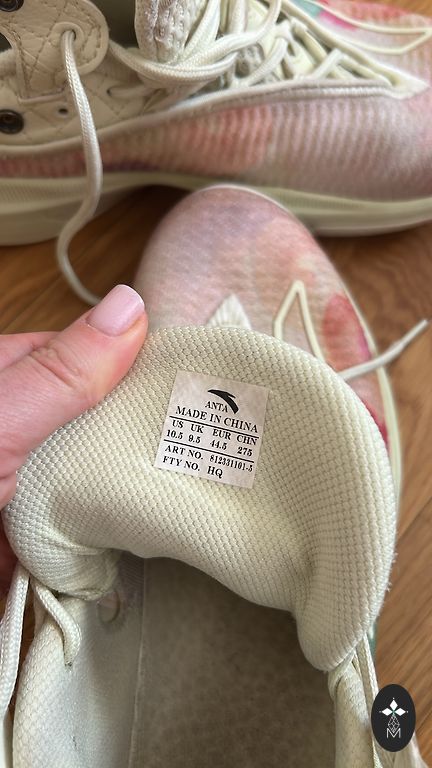 ANTA
MADE IN CHINA
US UK EUR CHN
10.5 9.5 44.5 275
ART NO. 812331101-5
FTY NO. HQ
M